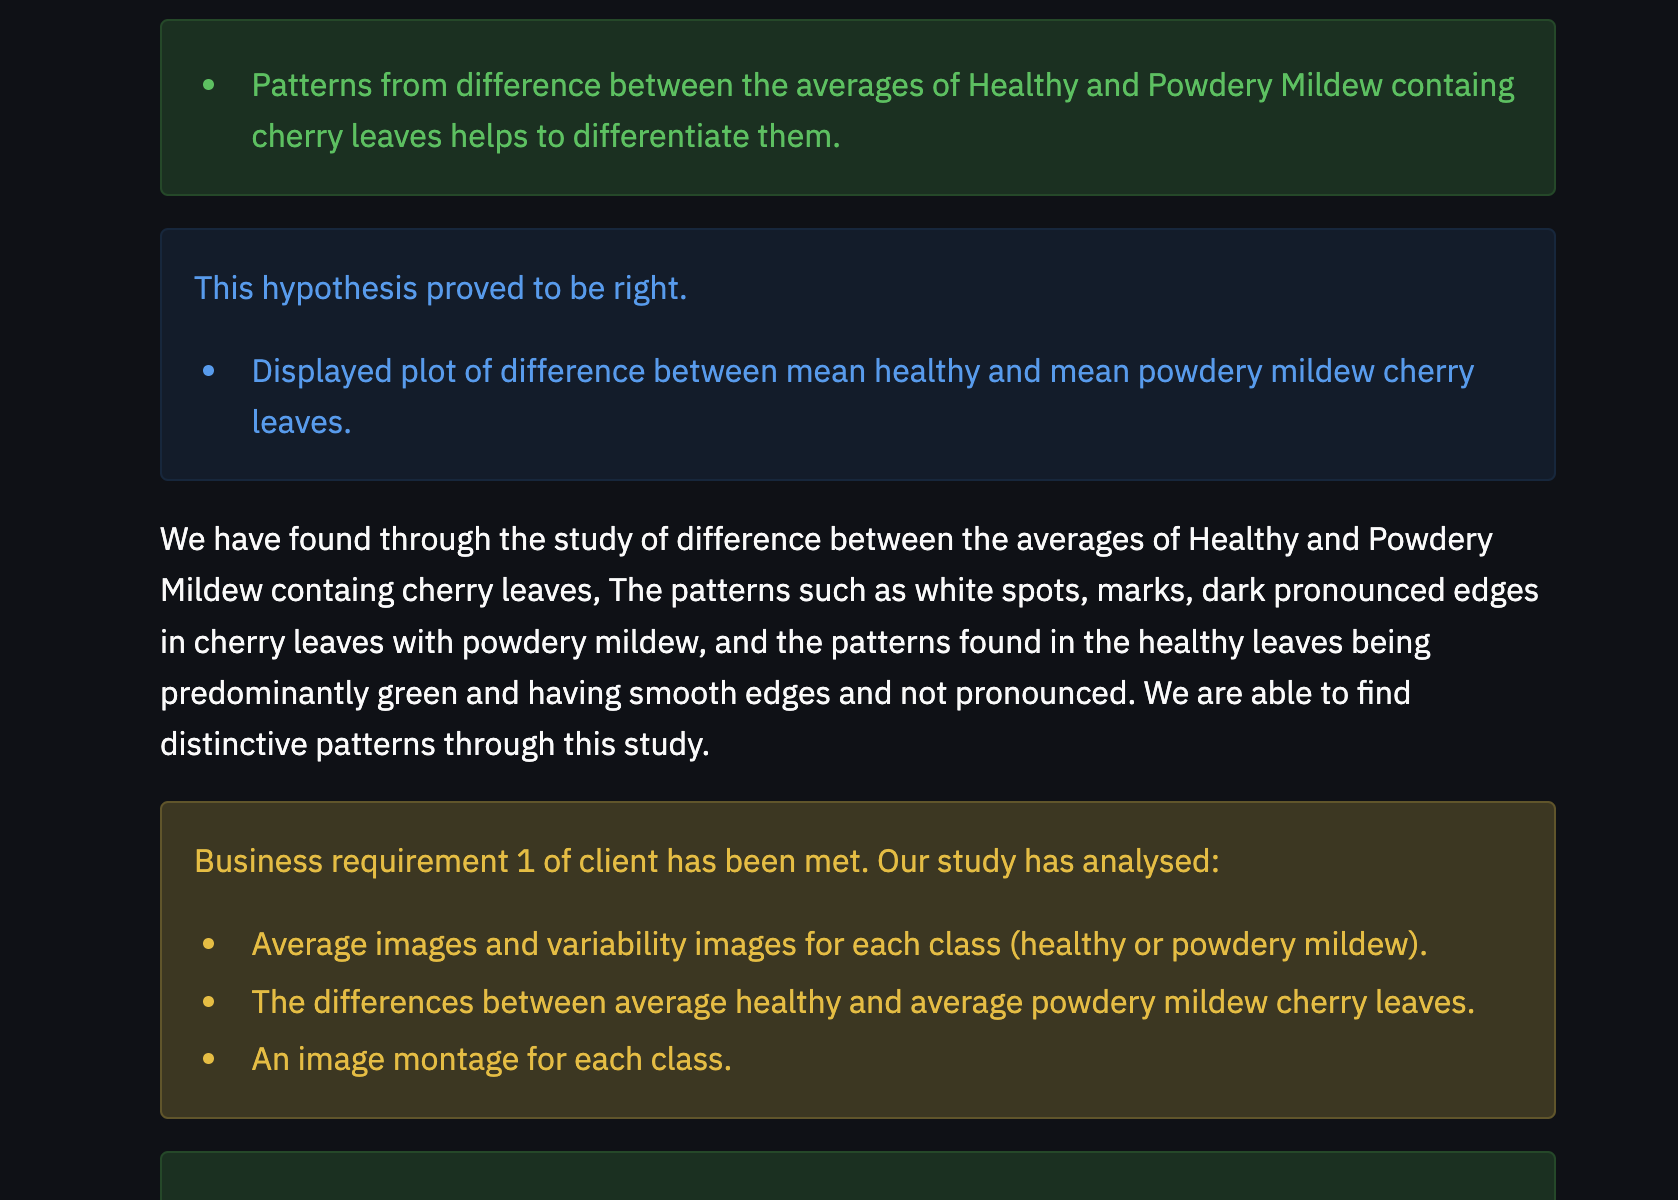 • Patterns from difference between the averages of Healthy and Powdery Mildew containg
cherry leaves helps to differentiate them.
This hypothesis proved to be right.
• Displayed plot of difference between mean healthy and mean powdery mildew cherry
leaves.
We have found through the study of difference between the averages of Healthy and Powdery
Mildew containg cherry leaves, The patterns such as white spots, marks, dark pronounced edges
in cherry leaves with powdery mildew, and the patterns found in the healthy leaves being
predominantly green and having smooth edges and not pronounced. We are able to find
distinctive patterns through this study.
Business requirement 1 of client has been met. Our study has analysed:
• Average images and variability images for each class (healthy or powdery mildew).
• The differences between average healthy and average powdery mildew cherry leaves.
• An image montage for each class.